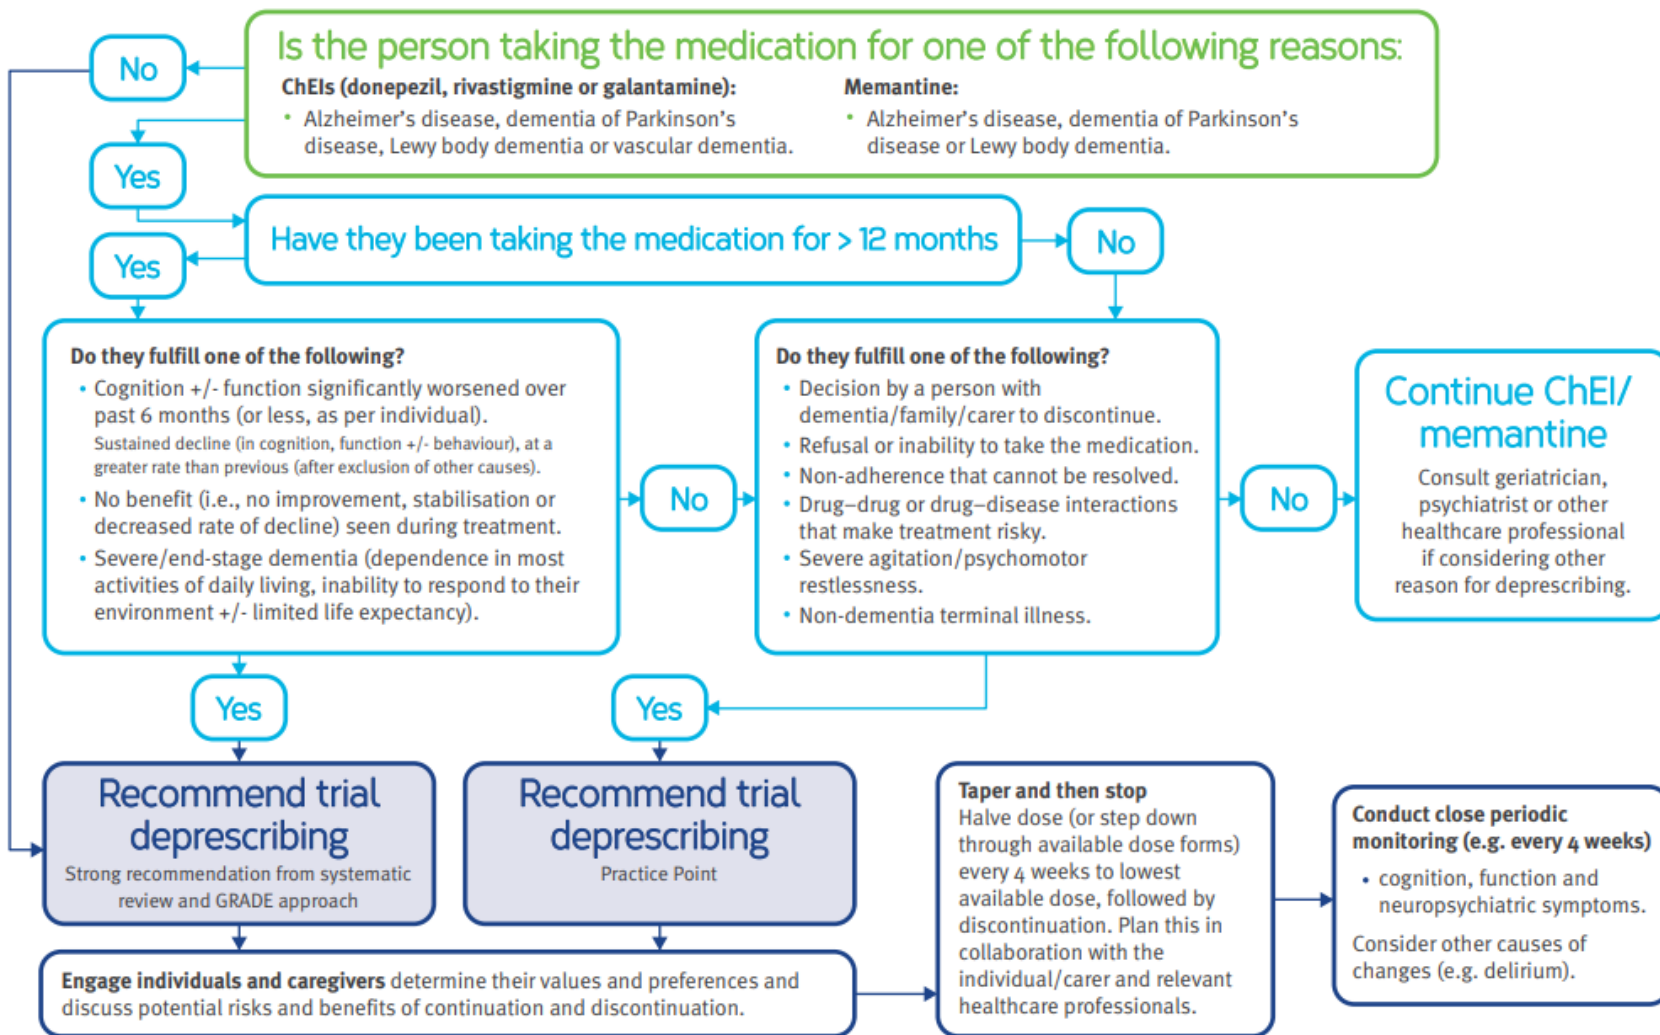 Is the person taking the medication for one of the following reasons:
No
ChEIs (donepezil, rivastigmine or galantamine):
• Alzheimer's disease, dementia of Parkinson's
disease, Lewy body dementia or vascular dementia.
Memantine:
• Alzheimer's disease, dementia of Parkinson's
disease or Lewy body dementia.
Yes
Have they been taking the medication for > 12 months
No
Yes
Do they fulfill one of the following?
• Cognition +/- function significantly worsened over
past 6 months (or less, as per individual).
Sustained decline (in cognition, function +/- behaviour), at a
greater rate than previous (after exclusion of other causes).
• No benefit (i.e., no improvement, stabilisation or
decreased rate of decline) seen during treatment.
• Severe/end-stage dementia (dependence in most
activities of daily living, inability to respond to their
environment +/- limited life expectancy).
No
Do they fulfill one of the following?
• Decision by a person with
dementia/family/carer to discontinue.
• Refusal or inability to take the medication.
• Non-adherence that cannot be resolved.
• Drug–drug or drug–disease interactions
that make treatment risky.
• Severe agitation/psychomotor
restlessness.
• Non-dementia terminal illness.
No
Continue ChEI/
memantine
Consult geriatrician,
psychiatrist or other
healthcare professional
if considering other
reason for deprescribing.
Yes
Yes
Recommend trial
deprescribing
Strong recommendation from systematic
review and GRADE approach
Recommend trial
deprescribing
Practice Point
Engage individuals and caregivers determine their values and preferences and
discuss potential risks and benefits of continuation and discontinuation.
Taper and then stop
Halve dose (or step down
through available dose forms)
every 4 weeks to lowest
available dose, followed by
discontinuation. Plan this in
collaboration with the
individual/carer and relevant
healthcare professionals.
Conduct close periodic
monitoring (e.g. every 4 weeks)
• cognition, function and
neuropsychiatric symptoms.
Consider other causes of
changes (e.g. delirium).